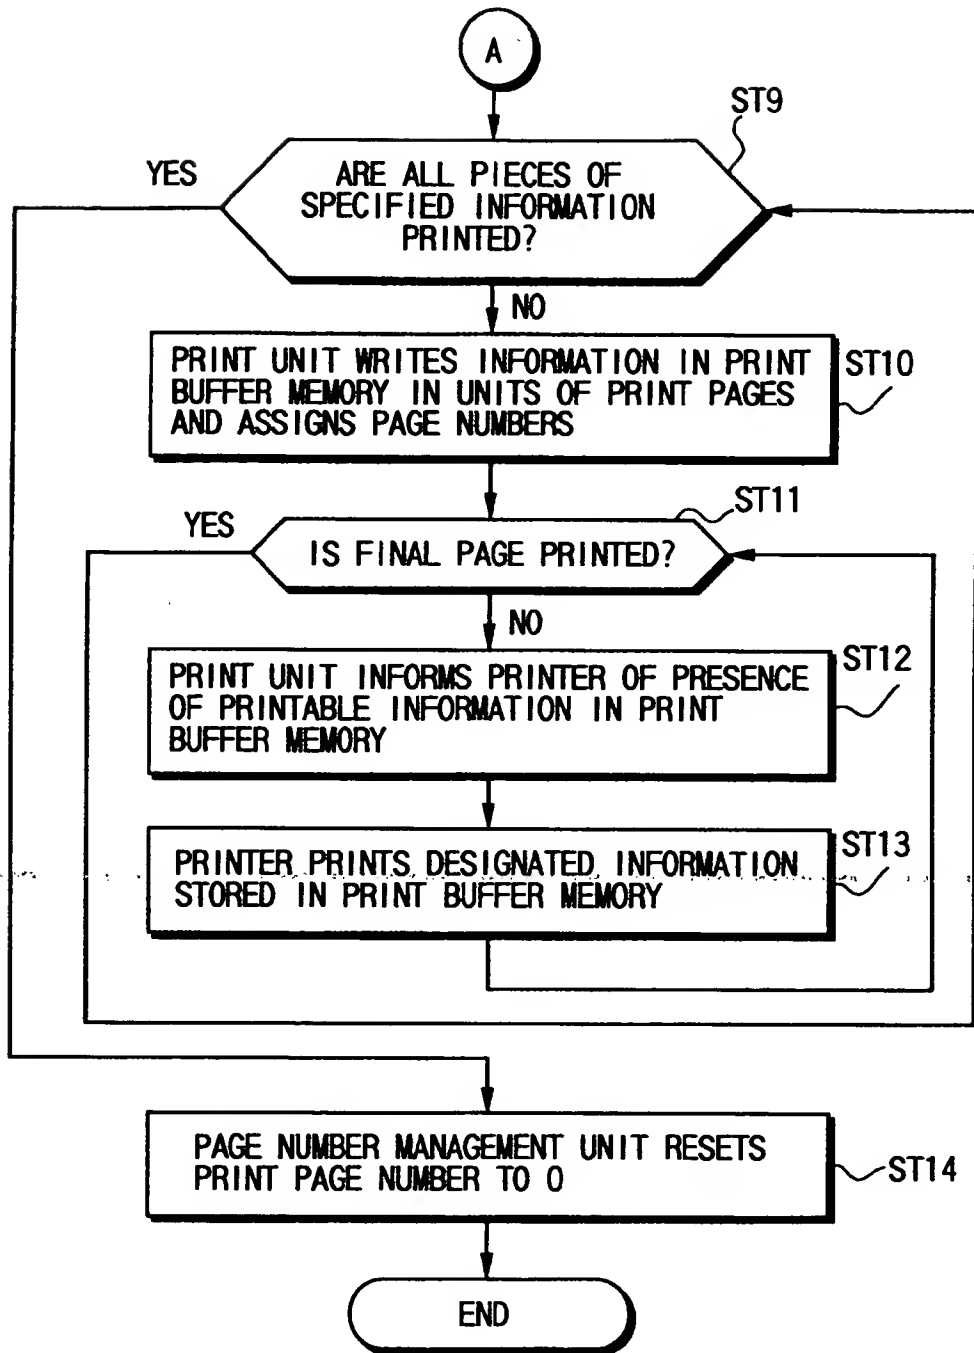 A
ST9
YES
ARE ALL PIECES OF
SPECIFIED INFORMATION
PRINTED?
NO
PRINT UNIT WRITES INFORMATION IN PRINT
BUFFER MEMORY IN UNITS OF PRINT PAGES
AND ASSIGNS PAGE NUMBERS
ST10
ST11
YES
IS FINAL PAGE PRINTED?
NO
PRINT UNIT INFORMS PRINTER OF PRESENCE
OF PRINTABLE INFORMATION IN PRINT
BUFFER MEMORY
ST12
PRINTER PRINTS DESIGNATED INFORMATION
STORED IN PRINT BUFFER MEMORY
ST13
PAGE NUMBER MANAGEMENT UNIT RESETS
PRINT PAGE NUMBER TO 0
ST14
END